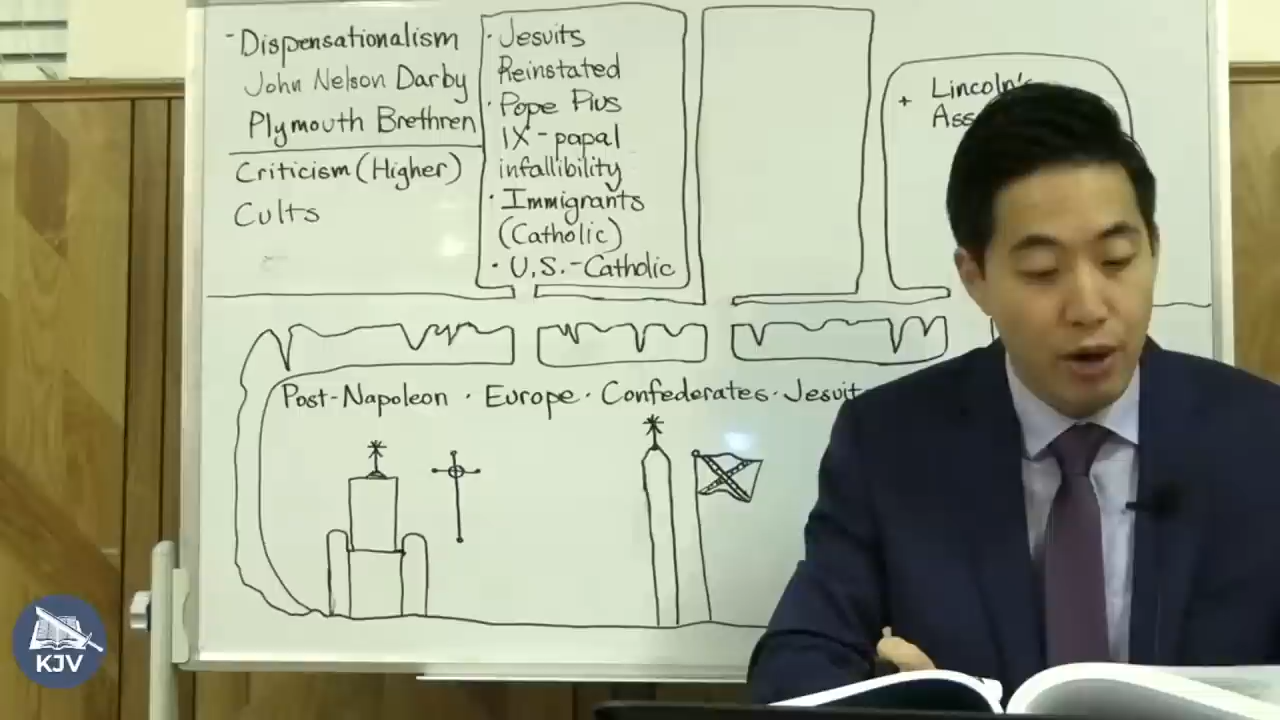 - Dispensationalism
John Nelson Darby
Plymouth Brethren
Criticism (Higher)
Cults
· Jesuits
Reinstated
· Pope Pius
IX - papal
infallibility
· Immigrants
(Catholic)
· U.S. - Catholic
+ Lincoln's
Post-Napoleon · Europe · Confederates · Jesuit
KJV